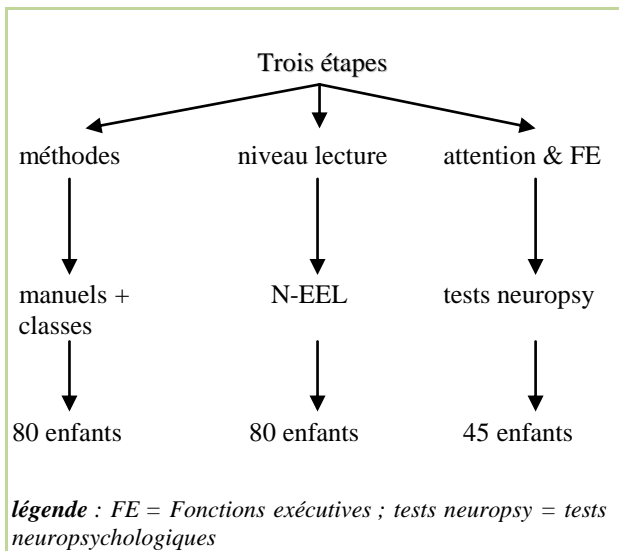 Trois étapes
méthodes niveau lecture attention & FE
manuels + N-EEL tests neuropsy
classes
80 enfants 80 enfants 45 enfants
légende : FE = Fonctions exécutives ; tests neuropsy = tests
neuropsychologiques